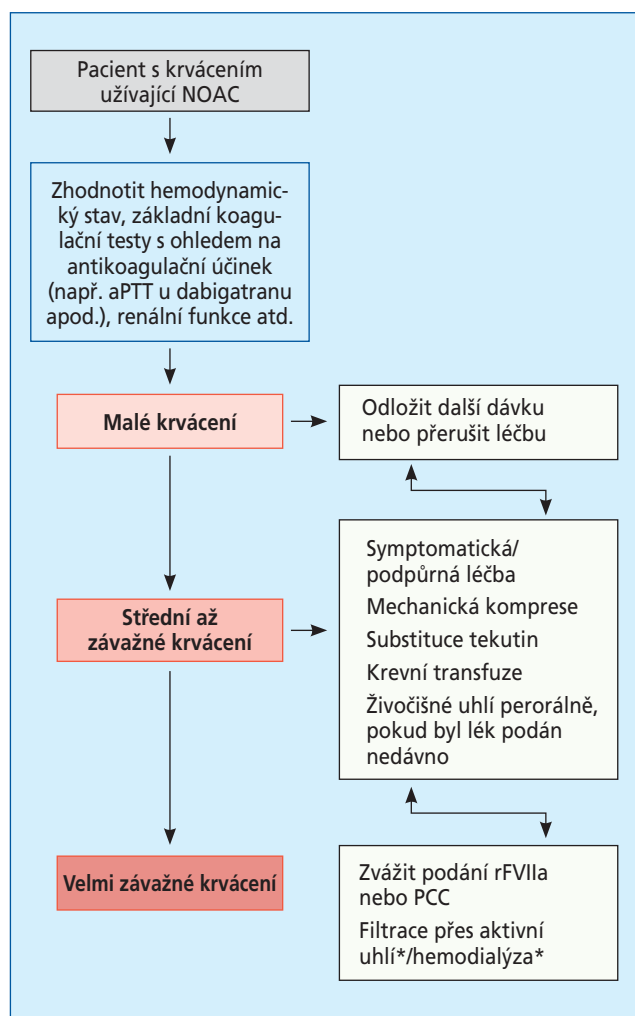 Pacient s krvácením
užívající NOAC
Zhodnotit hemodynamic-
ký stav, základní koagu-
lační testy s ohledem na
antikoagulační účinek
(např. aPTT u dabigatranu
apod.), renální funkce atd.
Malé krvácení
Odložit další dávku
nebo přerušit léčbu
Střední až
závažné krvácení
Symptomatická/
podpůrná léčba
Mechanická komprese
Substituce tekutin
Krevní transfuze
Živočišné uhlí perorálně,
pokud byl lék podán
nedávno
Velmi závažné krvácení
Zvážit podání rFVIIa
nebo PCC
Filtrace přes aktivní
uhlí*/hemodialýza*